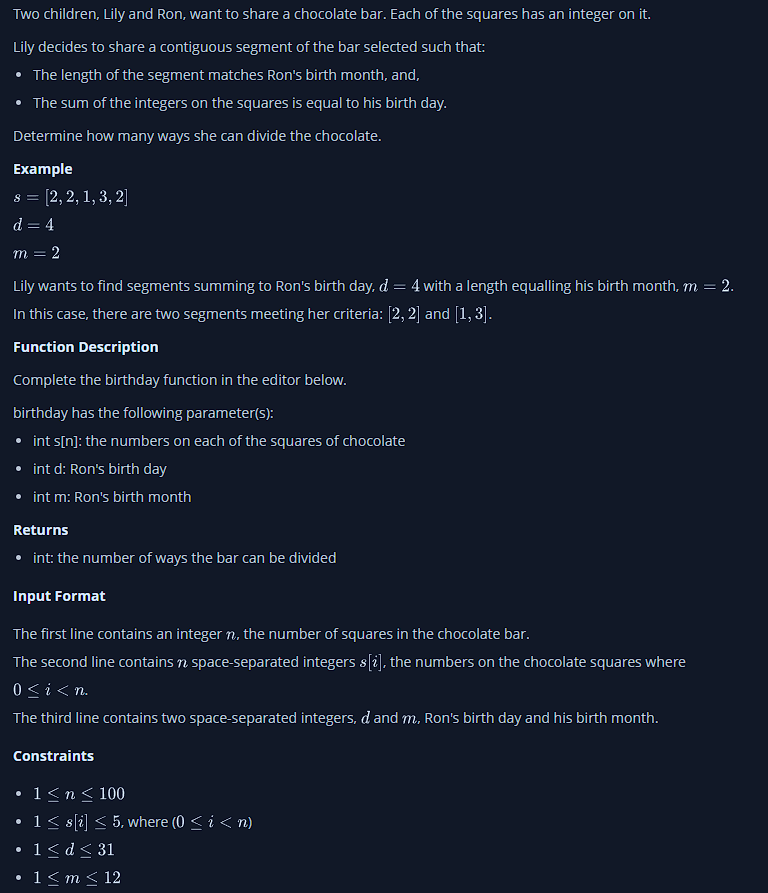 Two children, Lily and Ron, want to share a chocolate bar. Each of the squares has an integer on it.
Lily decides to share a contiguous segment of the bar selected such that:
• The length of the segment matches Ron's birth month, and,
• The sum of the integers on the squares is equal to his birth day.
Determine how many ways she can divide the chocolate.
Example
s = [2, 2, 1, 3, 2]
d = 4
m = 2
Lily wants to find segments summing to Ron's birth day, d = 4 with a length equalling his birth month, m = 2.
In this case, there are two segments meeting her criteria: [2, 2] and [1, 3].
Function Description
Complete the birthday function in the editor below.
birthday has the following parameter(s):
• int s[n]: the numbers on each of the squares of chocolate
• int d: Ron's birth day
• int m: Ron's birth month
Returns
• int: the number of ways the bar can be divided
Input Format
The first line contains an integer n, the number of squares in the chocolate bar.
The second line contains n space-separated integers s[i], the numbers on the chocolate squares where
0 ≤ i < n.
The third line contains two space-separated integers, d and m, Ron's birth day and his birth month.
Constraints
• 1 ≤ n ≤ 100
• 1 ≤ s[i] ≤ 5, where (0 ≤ i < n)
• 1 ≤ d ≤ 31
• 1 ≤ m ≤ 12